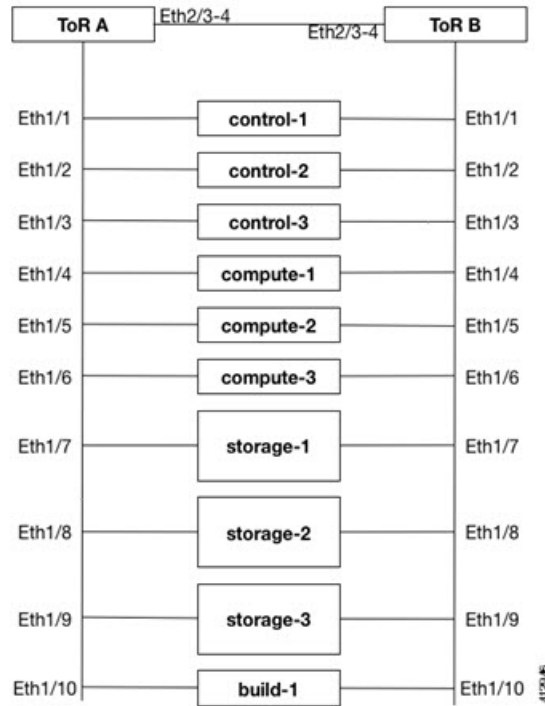 ToR A Eth2/3-4 Eth2/3-4 ToR B
Eth1/1 control-1 Eth1/1
Eth1/2 control-2 Eth1/2
Eth1/3 control-3 Eth1/3
Eth1/4 compute-1 Eth1/4
Eth1/5 compute-2 Eth1/5
Eth1/6 compute-3 Eth1/6
Eth1/7 storage-1 Eth1/7
Eth1/8 storage-2 Eth1/8
Eth1/9 storage-3 Eth1/9
Eth1/10 build-1 Eth1/10